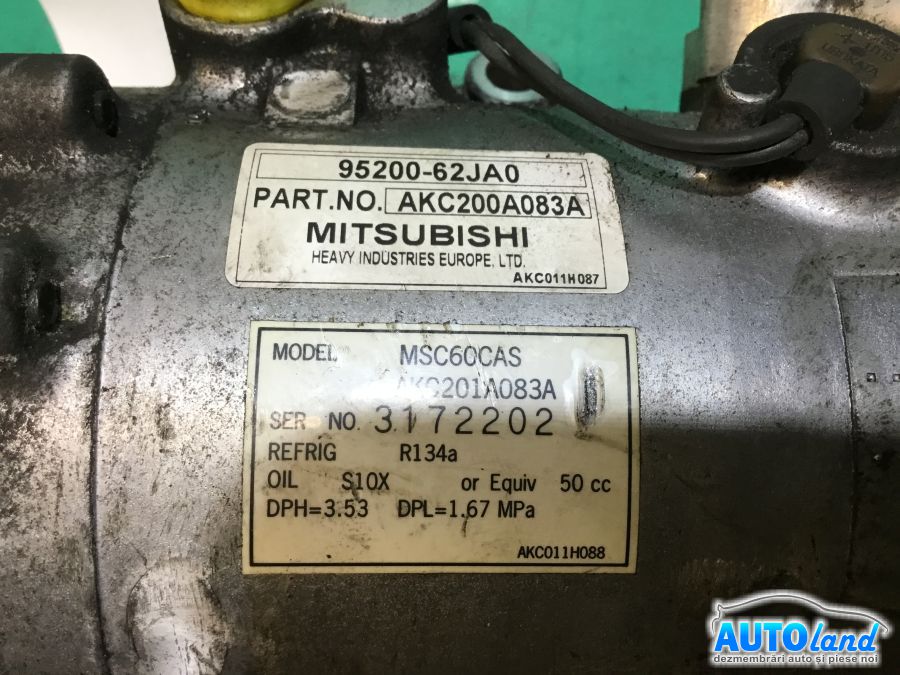 95200-62JA0
PART.NO. AKC200A083A
MITSUBISHI
HEAVY INDUSTRIES EUROPE, LTD.
AKC011H087
MODEL MSC60CAS
AKC201A083A
SER NO. 3172202
REFRIG R134a
OIL S10X or Equiv 50 cc
DPH=3.53 DPL=1.67 MPa
AKC011H088
AUTOland
dezmembrări auto și piese noi